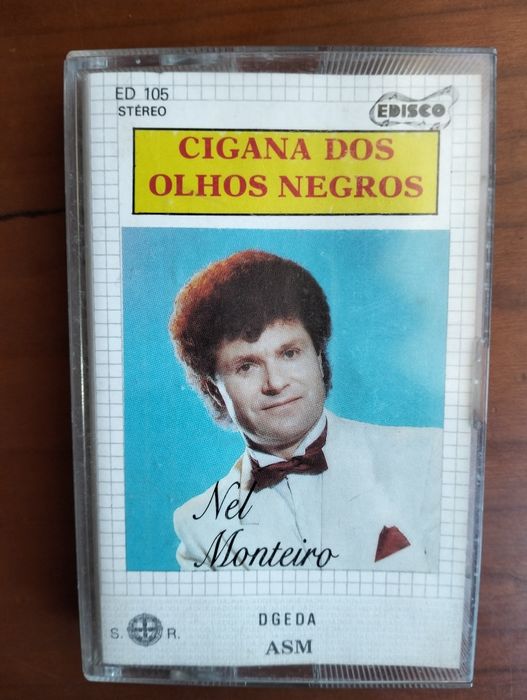 ED 105
STÉREO
EDISCO
CIGANA DOS
OLHOS NEGROS
Nel
Monteiro
S. R.
DGEDA
ASM